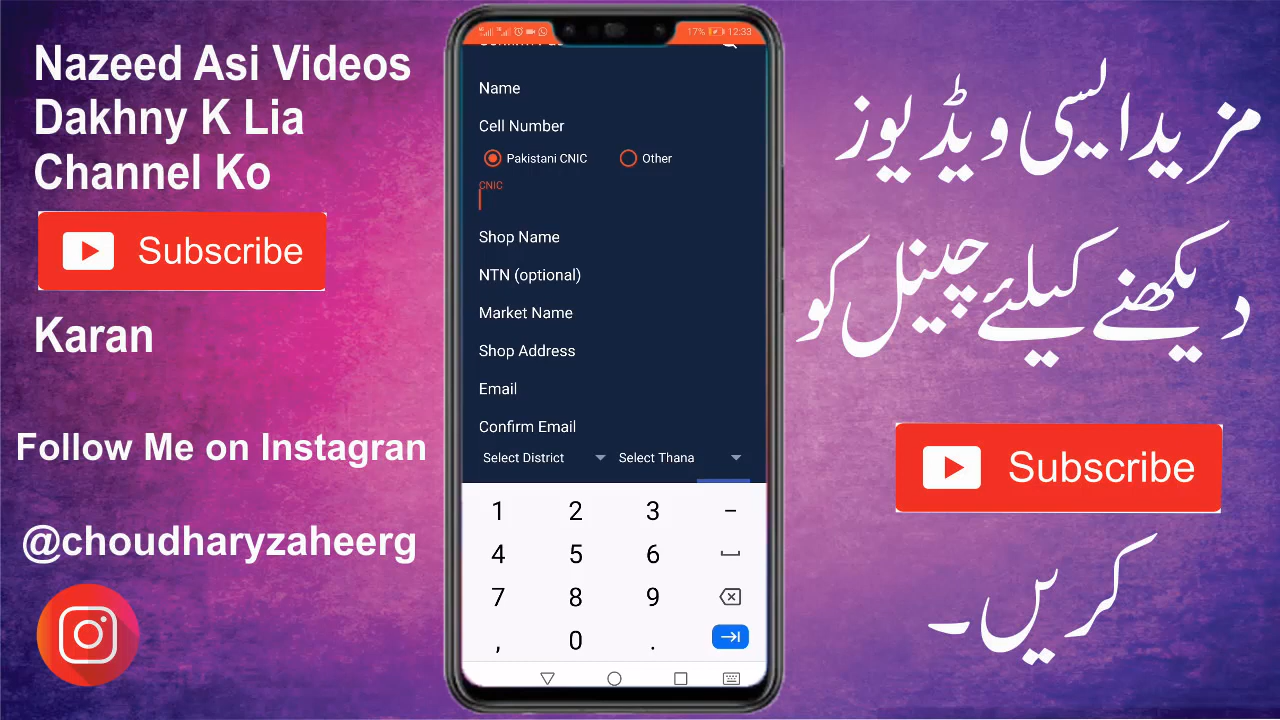 Nazeed Asi Videos
Dakhny K Lia
Channel Ko
Subscribe
Karan
Follow Me on Instagran
@choudharyzaheerg
17% 12:33
Name
Cell Number
Pakistani CNIC
Other
CNIC
Shop Name
NTN (optional)
Market Name
Shop Address
Email
Confirm Email
Select District
Select Thana
1 2 3 −
4 5 6
7 8 9
, 0 .
مزید ایسی ویڈیوز
دیکھنے کیلئے چینل کو
Subscribe
کریں۔